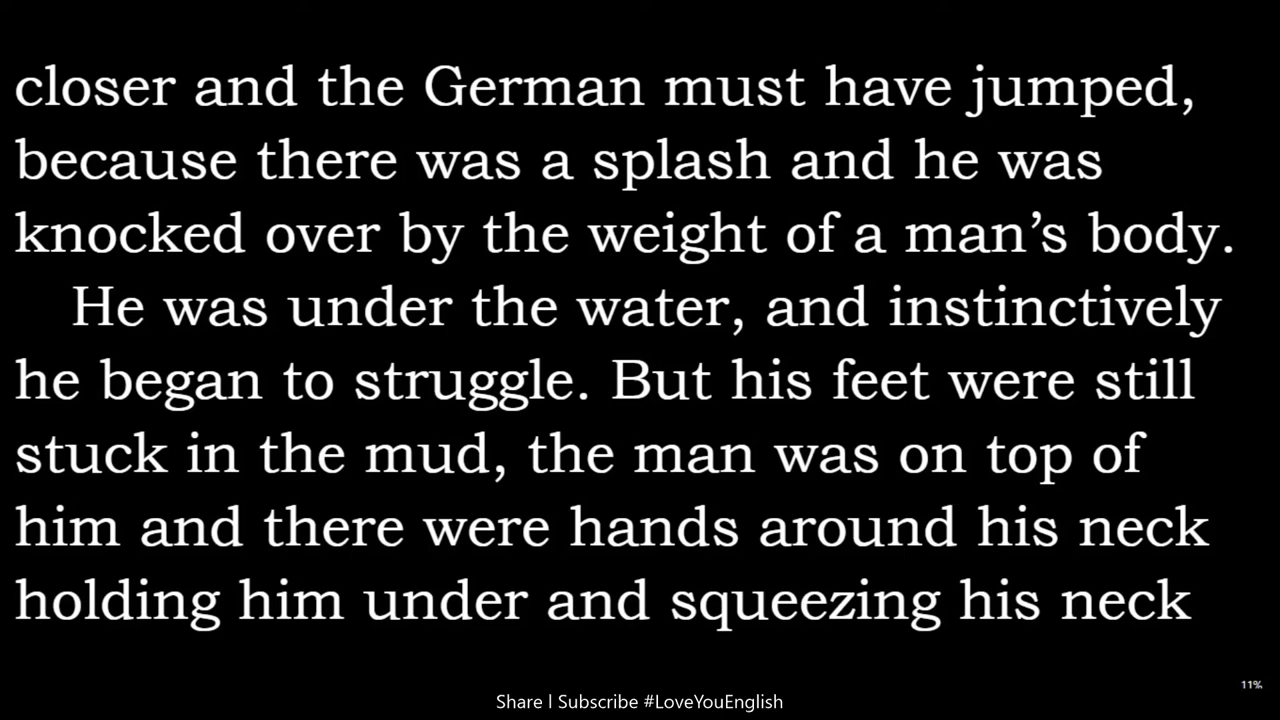 closer and the German must have jumped,
because there was a splash and he was
knocked over by the weight of a man’s body.
He was under the water, and instinctively
he began to struggle. But his feet were still
stuck in the mud, the man was on top of
him and there were hands around his neck
holding him under and squeezing his neck
11%
Share | Subscribe #LoveYouEnglish